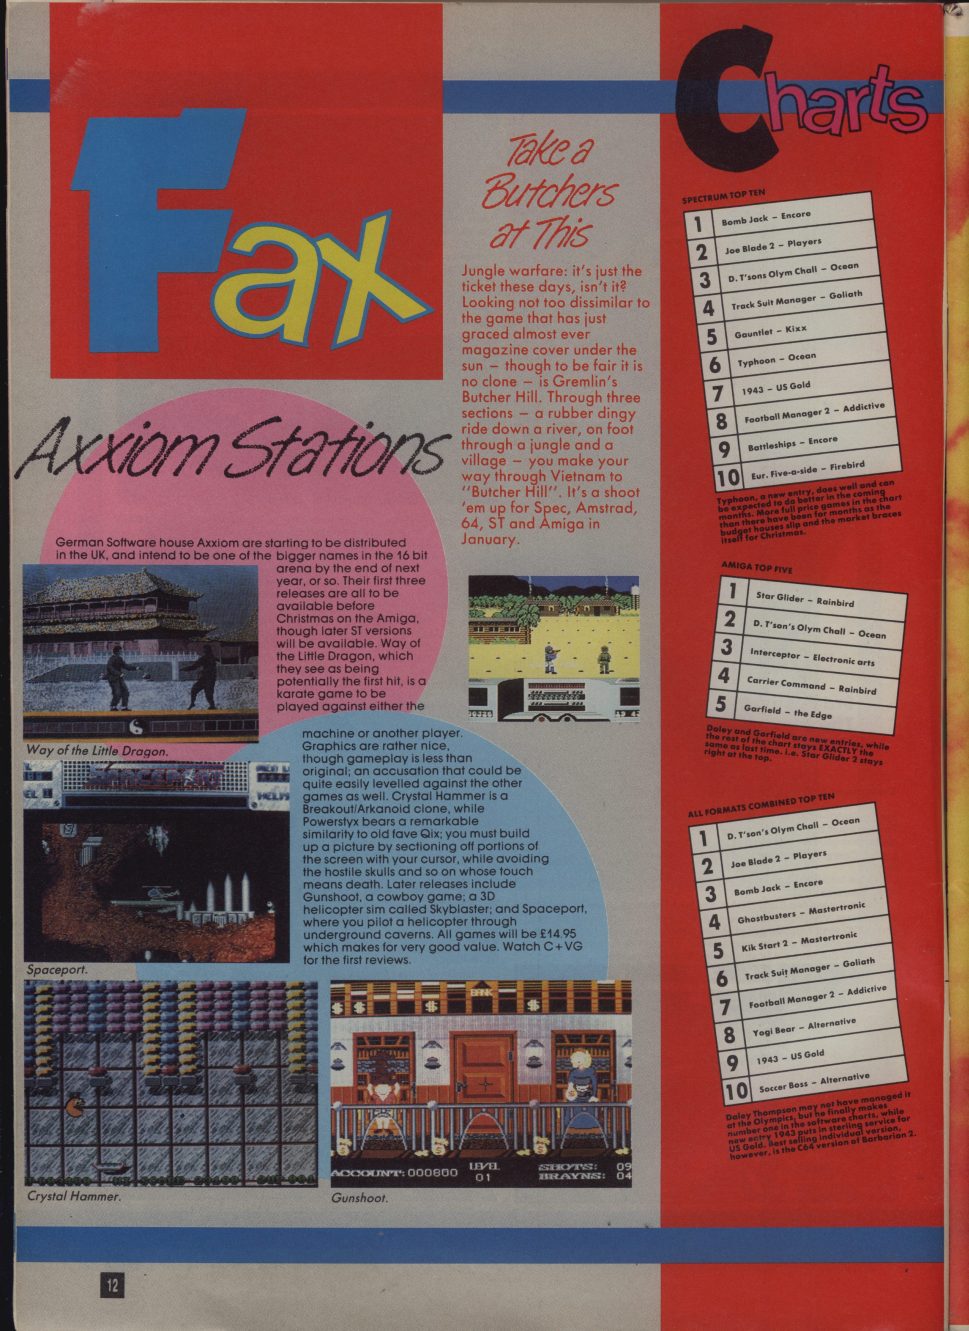 Fax
Axxiom Stations
German Software house Axxiom are starting to be distributed
in the UK, and intend to be one of the bigger names in the 16 bit
arena by the end of next
year, or so. Their first three
releases are all to be
available before
Christmas on the Amiga,
though later ST versions
will be available. Way of
the Little Dragon, which
they see as being
potentially the first hit, is a
karate game to be
played against either the
machine or another player.
Graphics are rather nice,
though gameplay is less than
original; an accusation that could be
quite easily levelled against the other
games as well. Crystal Hammer is a
Breakout/Arkanoid clone, while
Powerstyx bears a remarkable
similarity to old fave Qix; you must build
up a picture by sectioning off portions of
the screen with your cursor, while avoiding
the hostile skulls and so on whose touch
means death. Later releases include
Gunshoot, a cowboy game; a 3D
helicopter sim called Skyblaster; and Spaceport,
where you pilot a helicopter through
underground caverns. All games will be £14.95
which makes for very good value. Watch C+VG
for the first reviews.
Way of the Little Dragon.
Spaceport.
Crystal Hammer.
BANK
ACCOUNT: 000800
LEVEL
01
SHOTS: 09
BRAYNS: 04
Gunshoot.
Take a
Butchers
at This
Jungle warfare: it's just the
ticket these days, isn't it?
Looking not too dissimilar to
the game that has just
graced almost ever
magazine cover under the
sun — though to be fair it is
no clone — is Gremlin's
Butcher Hill. Through three
sections — a rubber dingy
ride down a river, on foot
through a jungle and a
village — you make your
way through Vietnam to
"Butcher Hill". It's a shoot
'em up for Spec, Amstrad,
64, ST and Amiga in
January.
Charts
SPECTRUM TOP TEN
1 Bomb Jack – Encore
2 Joe Blade 2 – Players
3 D. T'sons Olym Chall – Ocean
4 Track Suit Manager – Goliath
5 Gauntlet – Kixx
6 Typhoon – Ocean
7 1943 – US Gold
8 Football Manager 2 – Addictive
9 Battleships – Encore
10 Eur. Five-a-side – Firebird
Typhoon, a new entry, does well and can
be expected to do better in the coming
months. More full price games in the chart
than there have been for months as the
budget houses slip and the market braces
itself for Christmas.
AMIGA TOP FIVE
1 Star Glider – Rainbird
2 D. T'son's Olym Chall – Ocean
3 Interceptor – Electronic arts
4 Carrier Command – Rainbird
5 Garfield – the Edge
Daley and Garfield are new entries, while
the rest of the chart stays EXACTLY the
same as last time. i.e. Star Glider 2 stays
right at the top.
ALL FORMATS COMBINED TOP TEN
1 D. T'son's Olym Chall – Ocean
2 Joe Blade 2 – Players
3 Bomb Jack – Encore
4 Ghostbusters – Mastertronic
5 Kik Start 2 – Mastertronic
6 Track Suit Manager – Goliath
7 Football Manager 2 – Addictive
8 Yogi Bear – Alternative
9 1943 – US Gold
10 Soccer Boss – Alternative
Daley Thompson may not have managed it
at the Olympics, but he finally makes
number one in the software charts, while
new entry 1943 puts in sterling service for
US Gold. Best selling individual version,
however, is the C64 version of Barbarian 2.
12